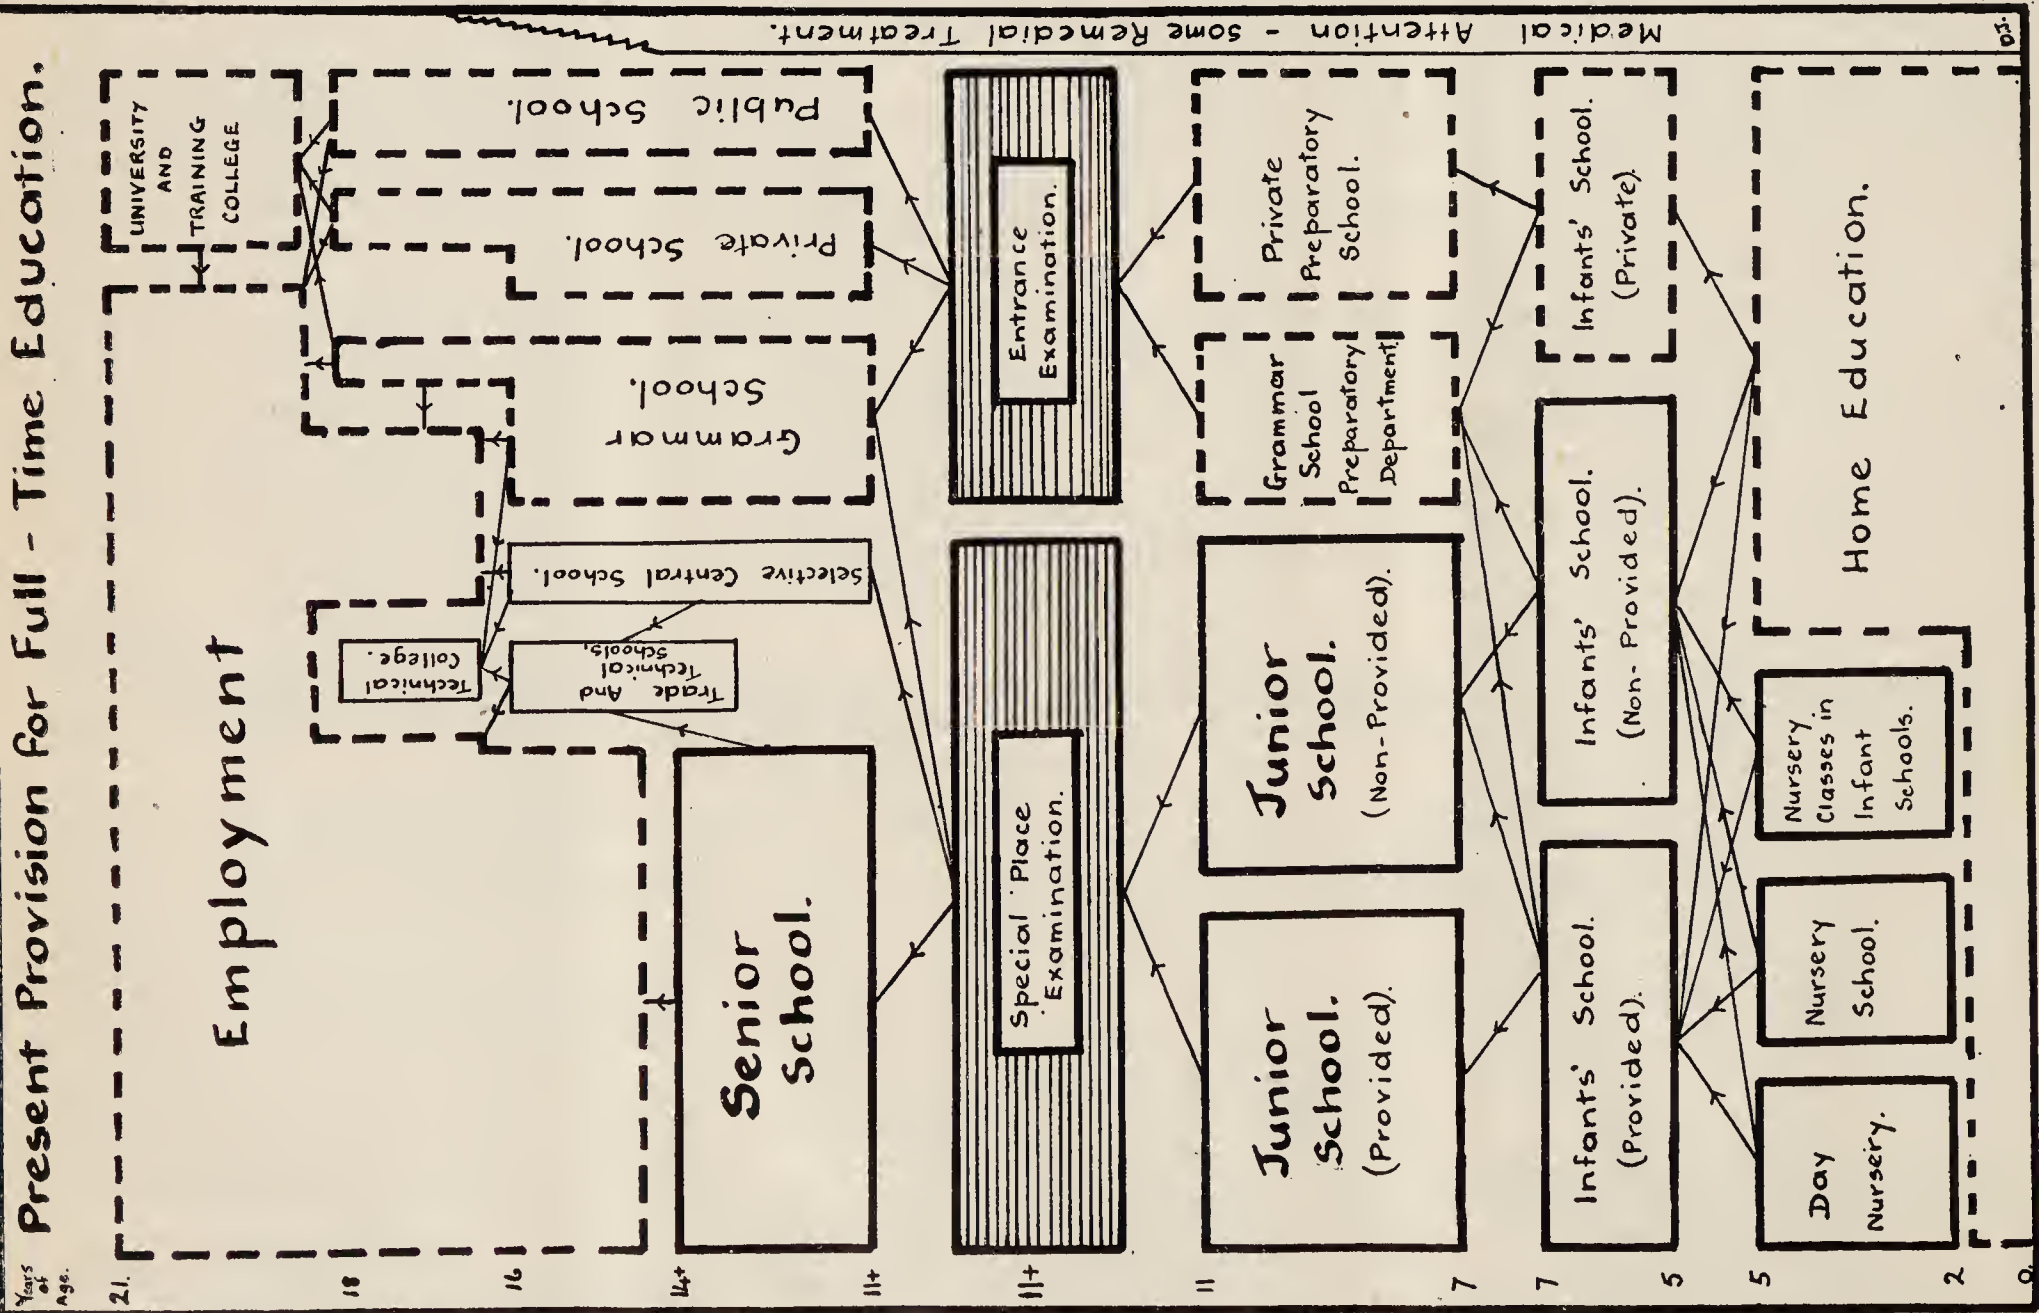 Present Provision for Full-Time Education.
Years
of
Age.
21.
18
16
14+
11+
11+
11
7
7
5
5
2
0.
UNIVERSITY
AND
TRAINING
COLLEGE
Employment
Technical
College.
Trade And
Technical
Schools,
Selective Central School.
Grammar
School.
Private School.
Public School.
Senior
School.
Special Place
Examination.
Entrance
Examination.
Junior
School.
(Provided).
Junior
School.
(Non-Provided).
Grammar
School
Preparatory
Department
Private
Preparatory
School.
Infants' School.
(Provided).
Infants' School.
(Non-Provided).
Infants' School.
(Private).
Day
Nursery.
Nursery
School.
Nursery
Classes in
Infant
Schools.
Home Education.
Medical Attention - Some Remedial Treatment.